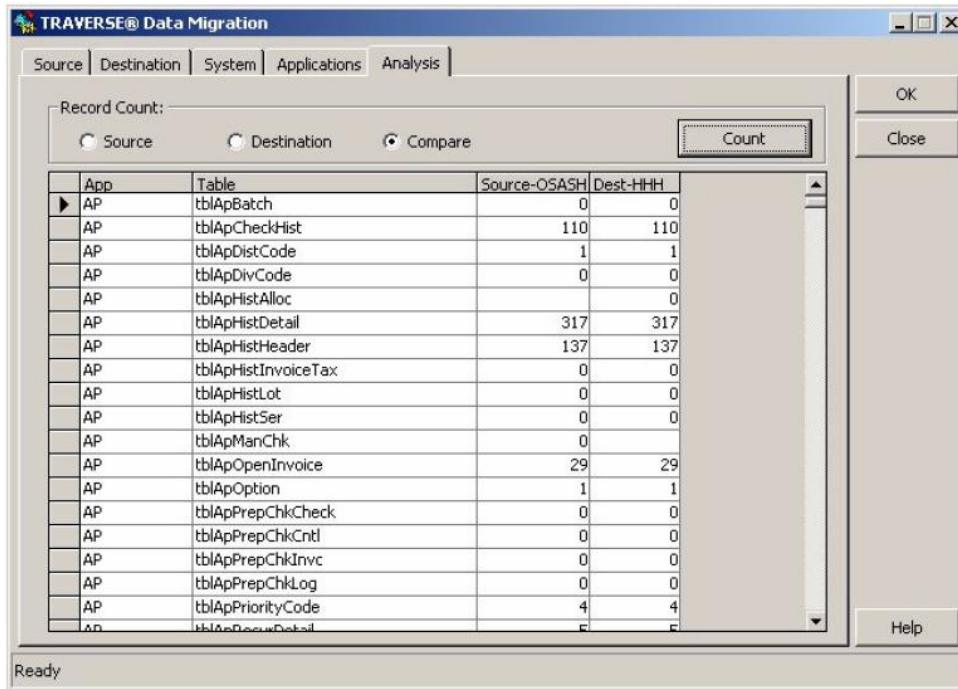 TRAVERSE® Data Migration
Source Destination System Applications Analysis
OK
Record Count:
Source Destination Compare Count
Close
App Table Source-OSASH Dest-HHH
AP tblApBatch 0 0
AP tblApCheckHist 110 110
AP tblApDistCode 1 1
AP tblApDivCode 0 0
AP tblApHistAlloc 0
AP tblApHistDetail 317 317
AP tblApHistHeader 137 137
AP tblApHistInvoiceTax 0 0
AP tblApHistLot 0 0
AP tblApHistSer 0 0
AP tblApManChk 0
AP tblApOpenInvoice 29 29
AP tblApOption 1 1
AP tblApPrepChkCheck 0 0
AP tblApPrepChkCntl 0 0
AP tblApPrepChkInvc 0 0
AP tblApPrepChkLog 0 0
AP tblApPriorityCode 4 4
AP tblApRecurDetail
Help
Ready